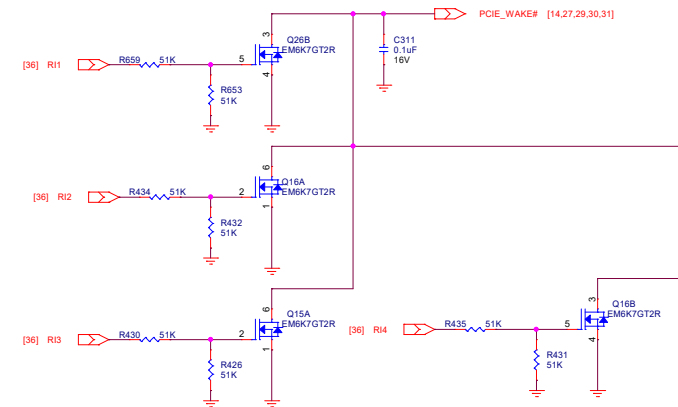 PCIE_WAKE# [14,27,29,30,31]
3
Q26B
EM6K7GT2R
C311
0.1uF
16V
[36] RI1
R659 51K
5
4
R653
51K
6
Q16A
EM6K7GT2R
[36] RI2
R434 51K
2
1
R432
51K
6
Q15A
EM6K7GT2R
[36] RI3
R430 51K
2
1
R426
51K
3
Q16B
EM6K7GT2R
[36] RI4
R435 51K
5
4
R431
51K